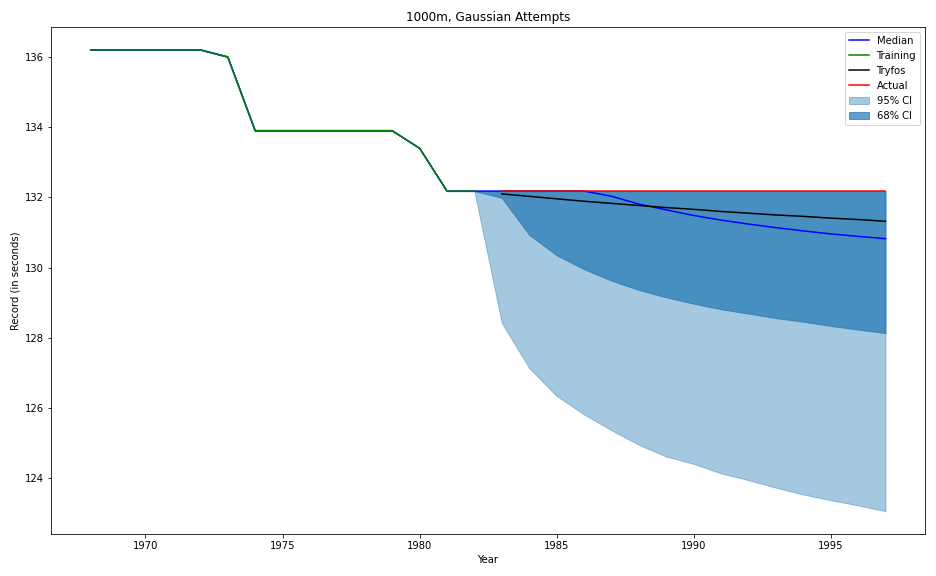 1000m, Gaussian Attempts
Median
Training
Tryfos
Actual
95% CI
68% CI
Record (in seconds)
136
134
132
130
128
126
124
1970
1975
1980
1985
1990
1995
Year